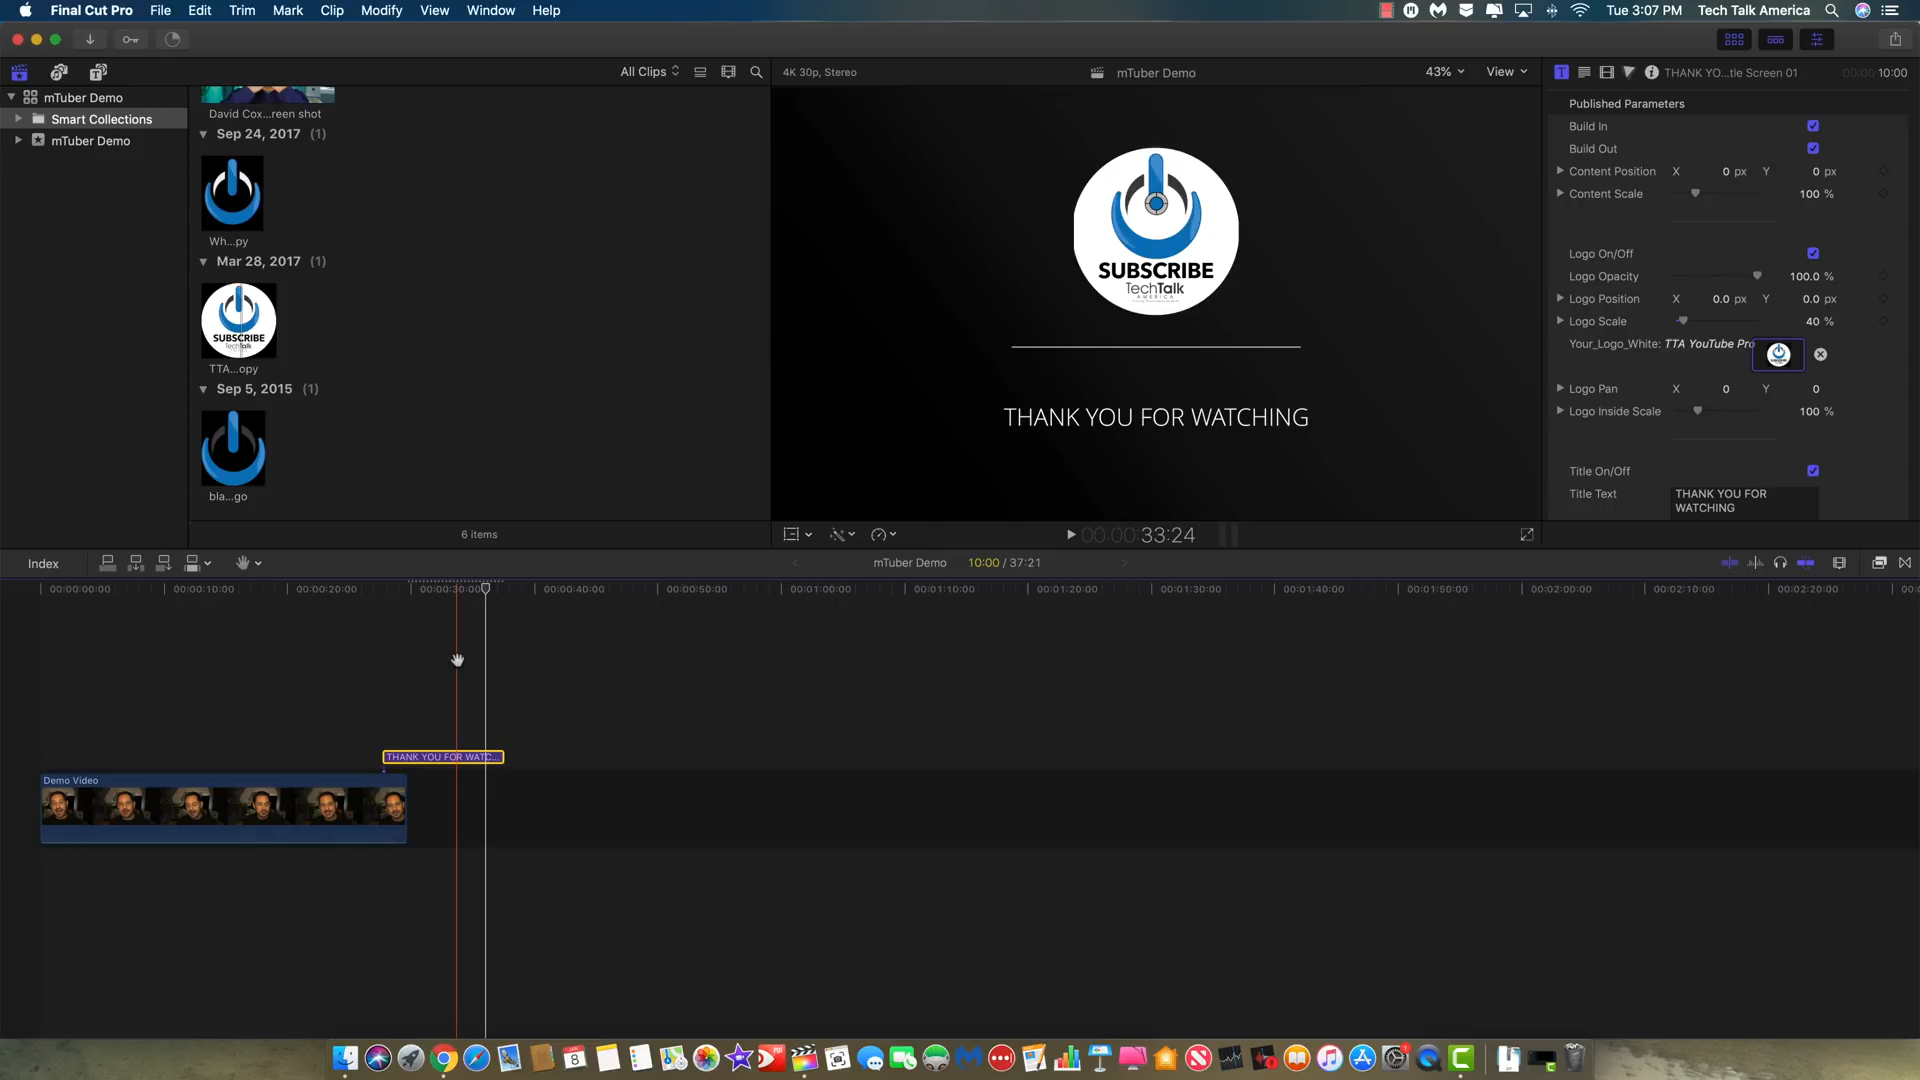 Final Cut Pro File Edit Trim Mark Clip Modify View Window Help
Tue 3:07 PM Tech Talk America
All Clips
4K 30p, Stereo
mTuber Demo
43%
View
THANK YO...tle Screen 01
10:00
mTuber Demo
Smart Collections
mTuber Demo
David Cox...reen shot
Sep 24, 2017 (1)
Wh...py
Mar 28, 2017 (1)
SUBSCRIBE
TechTalk
TTA...opy
Sep 5, 2015 (1)
bla...go
6 items
SUBSCRIBE
TechTalk
AMERICA
THANK YOU FOR WATCHING
00:00:33:24
Published Parameters
Build In
Build Out
Content Position X 0 px Y 0 px
Content Scale 100 %
Logo On/Off
Logo Opacity 100.0 %
Logo Position X 0.0 px Y 0.0 px
Logo Scale 40 %
Your_Logo_White: TTA YouTube Pro
Logo Pan X 0 Y 0
Logo Inside Scale 100 %
Title On/Off
Title Text THANK YOU FOR
WATCHING
Index
mTuber Demo 10:00 / 37:21
00:00:00:00 00:00:10:00 00:00:20:00 00:00:30:00 00:00:40:00 00:00:50:00 00:01:00:00 00:01:10:00 00:01:20:00 00:01:30:00 00:01:40:00 00:01:50:00 00:02:00:00 00:02:10:00 00:02:20:00
THANK YOU FOR WATC...
Demo Video
8